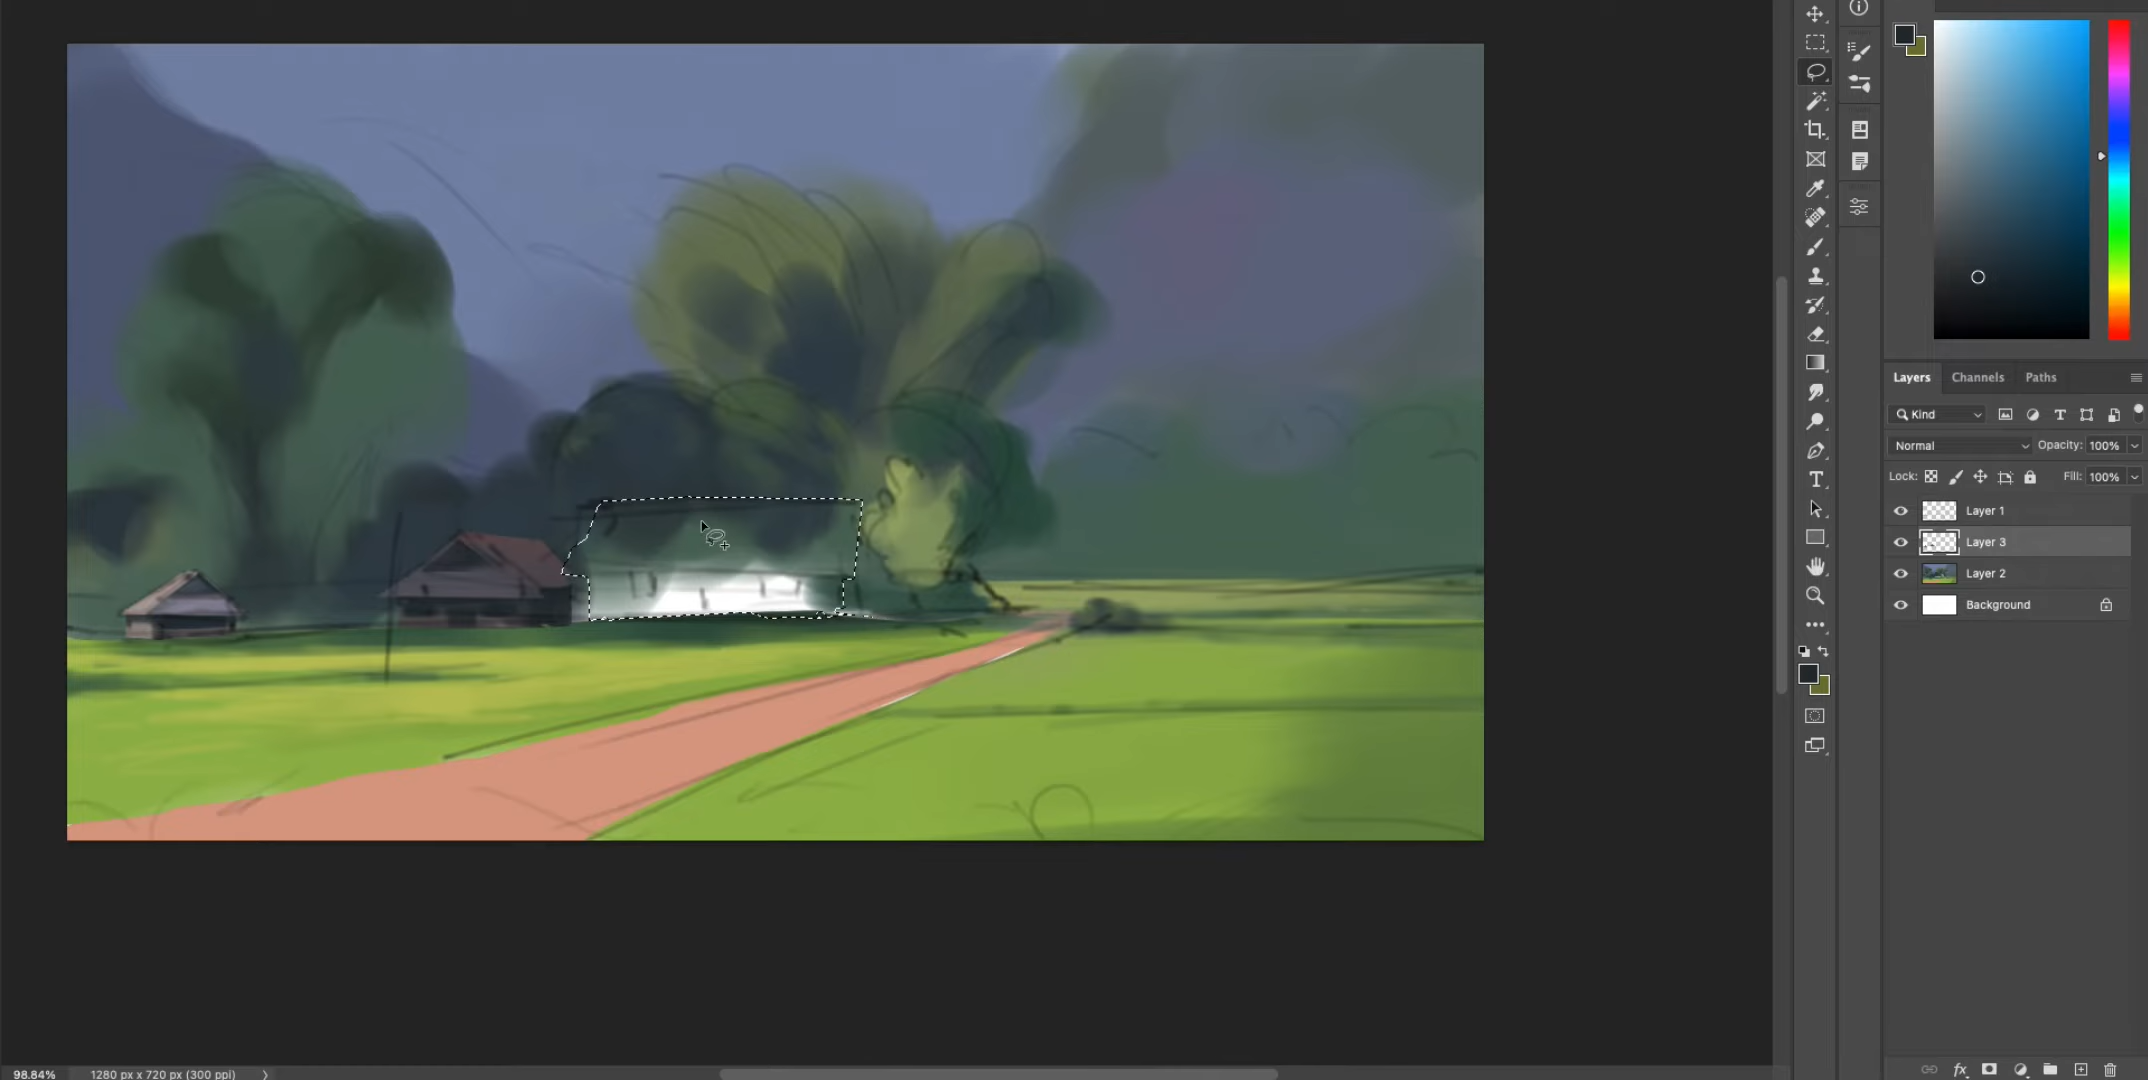 Layers Channels Paths
Kind
Normal Opacity: 100%
Lock: Fill: 100%
Layer 1
Layer 3
Layer 2
Background
98.84% 1280 px x 720 px (300 ppi)